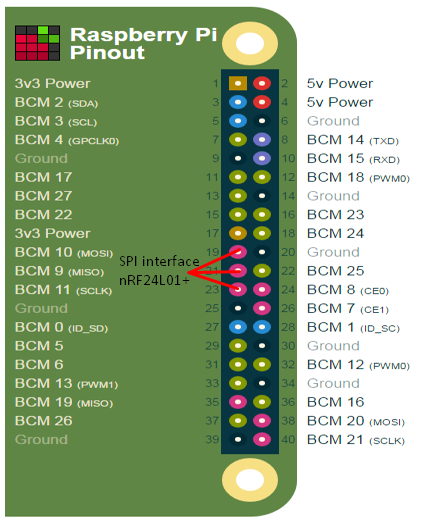 Raspberry Pi
Pinout
3v3 Power 1 2 5v Power
BCM 2 (SDA) 3 4 5v Power
BCM 3 (SCL) 5 6 Ground
BCM 4 (GPCLK0) 7 8 BCM 14 (TXD)
Ground 9 10 BCM 15 (RXD)
BCM 17 11 12 BCM 18 (PWM0)
BCM 27 13 14 Ground
BCM 22 15 16 BCM 23
3v3 Power 17 18 BCM 24
BCM 10 (MOSI) 19 20 Ground
SPI interface
BCM 9 (MISO) 21 22 BCM 25
nRF24L01+
BCM 11 (SCLK) 23 24 BCM 8 (CE0)
Ground 25 26 BCM 7 (CE1)
BCM 0 (ID_SD) 27 28 BCM 1 (ID_SC)
BCM 5 29 30 Ground
BCM 6 31 32 BCM 12 (PWM0)
BCM 13 (PWM1) 33 34 Ground
BCM 19 (MISO) 35 36 BCM 16
BCM 26 37 38 BCM 20 (MOSI)
Ground 39 40 BCM 21 (SCLK)